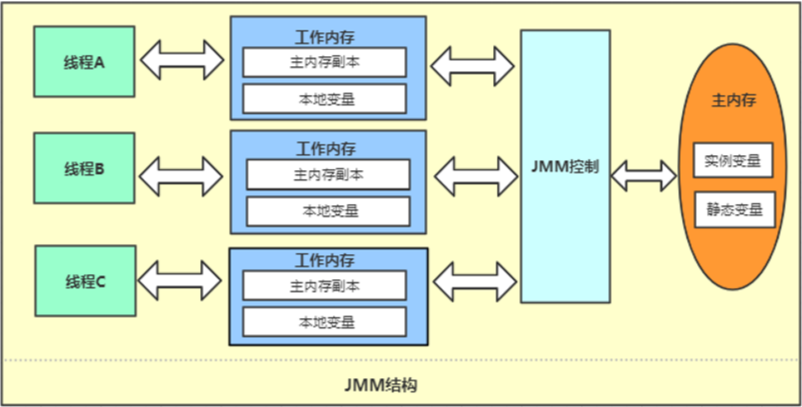 线程A
工作内存
主内存副本
本地变量
线程B
工作内存
主内存副本
本地变量
线程C
工作内存
主内存副本
本地变量
JMM控制
主内存
实例变量
静态变量
JMM结构